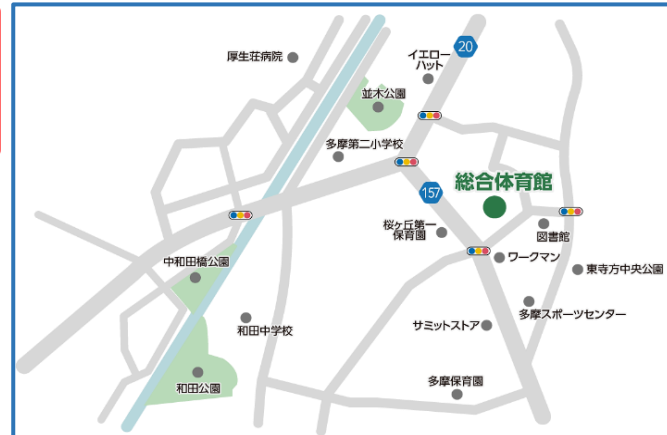 20
イエロー
ハット
厚生荘病院
並木公園
多摩第二小学校
総合体育館
157
桜ヶ丘第一
保育園
図書館
ワークマン
中和田橋公園
東寺方中央公園
多摩スポーツセンター
和田中学校
サミットストア
和田公園
多摩保育園